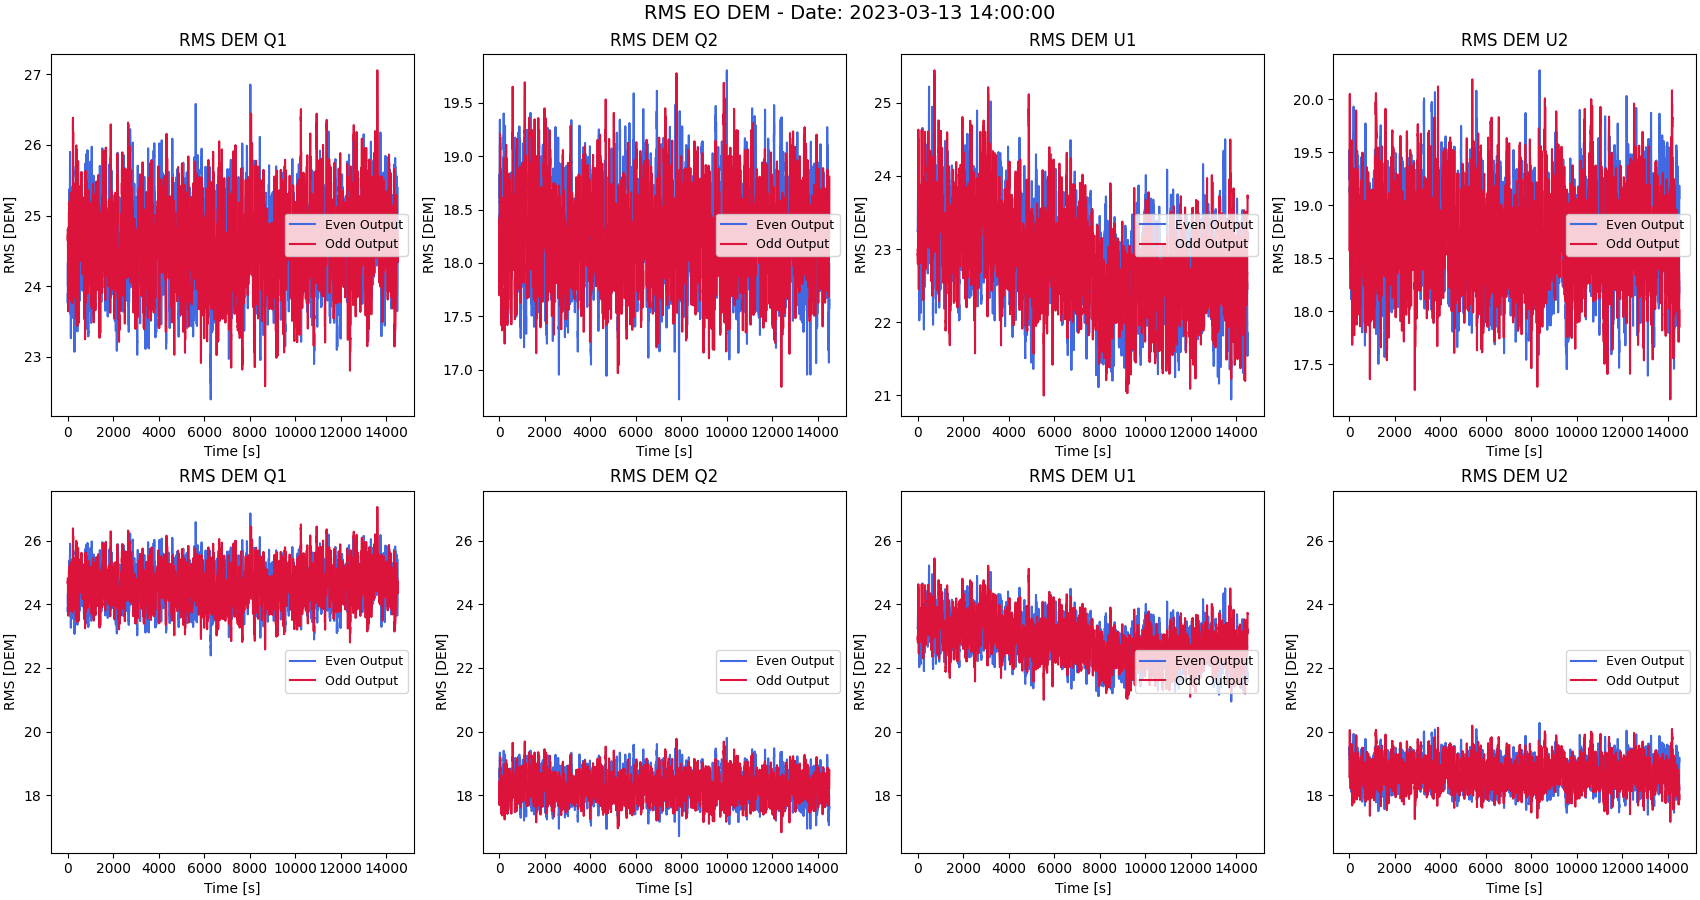 RMS EO DEM - Date: 2023-03-13 14:00:00
RMS DEM Q1
RMS [DEM]
27
26
25
24
23
Even Output
Odd Output
0 2000 4000 6000 8000 10000 12000 14000
Time [s]
RMS DEM Q2
RMS [DEM]
19.5
19.0
18.5
18.0
17.5
17.0
Even Output
Odd Output
0 2000 4000 6000 8000 10000 12000 14000
Time [s]
RMS DEM U1
RMS [DEM]
25
24
23
22
21
Even Output
Odd Output
0 2000 4000 6000 8000 10000 12000 14000
Time [s]
RMS DEM U2
RMS [DEM]
20.0
19.5
19.0
18.5
18.0
17.5
Even Output
Odd Output
0 2000 4000 6000 8000 10000 12000 14000
Time [s]
RMS DEM Q1
RMS [DEM]
26
24
22
20
18
Even Output
Odd Output
0 2000 4000 6000 8000 10000 12000 14000
Time [s]
RMS DEM Q2
RMS [DEM]
26
24
22
20
18
Even Output
Odd Output
0 2000 4000 6000 8000 10000 12000 14000
Time [s]
RMS DEM U1
RMS [DEM]
26
24
22
20
18
Even Output
Odd Output
0 2000 4000 6000 8000 10000 12000 14000
Time [s]
RMS DEM U2
RMS [DEM]
26
24
22
20
18
Even Output
Odd Output
0 2000 4000 6000 8000 10000 12000 14000
Time [s]